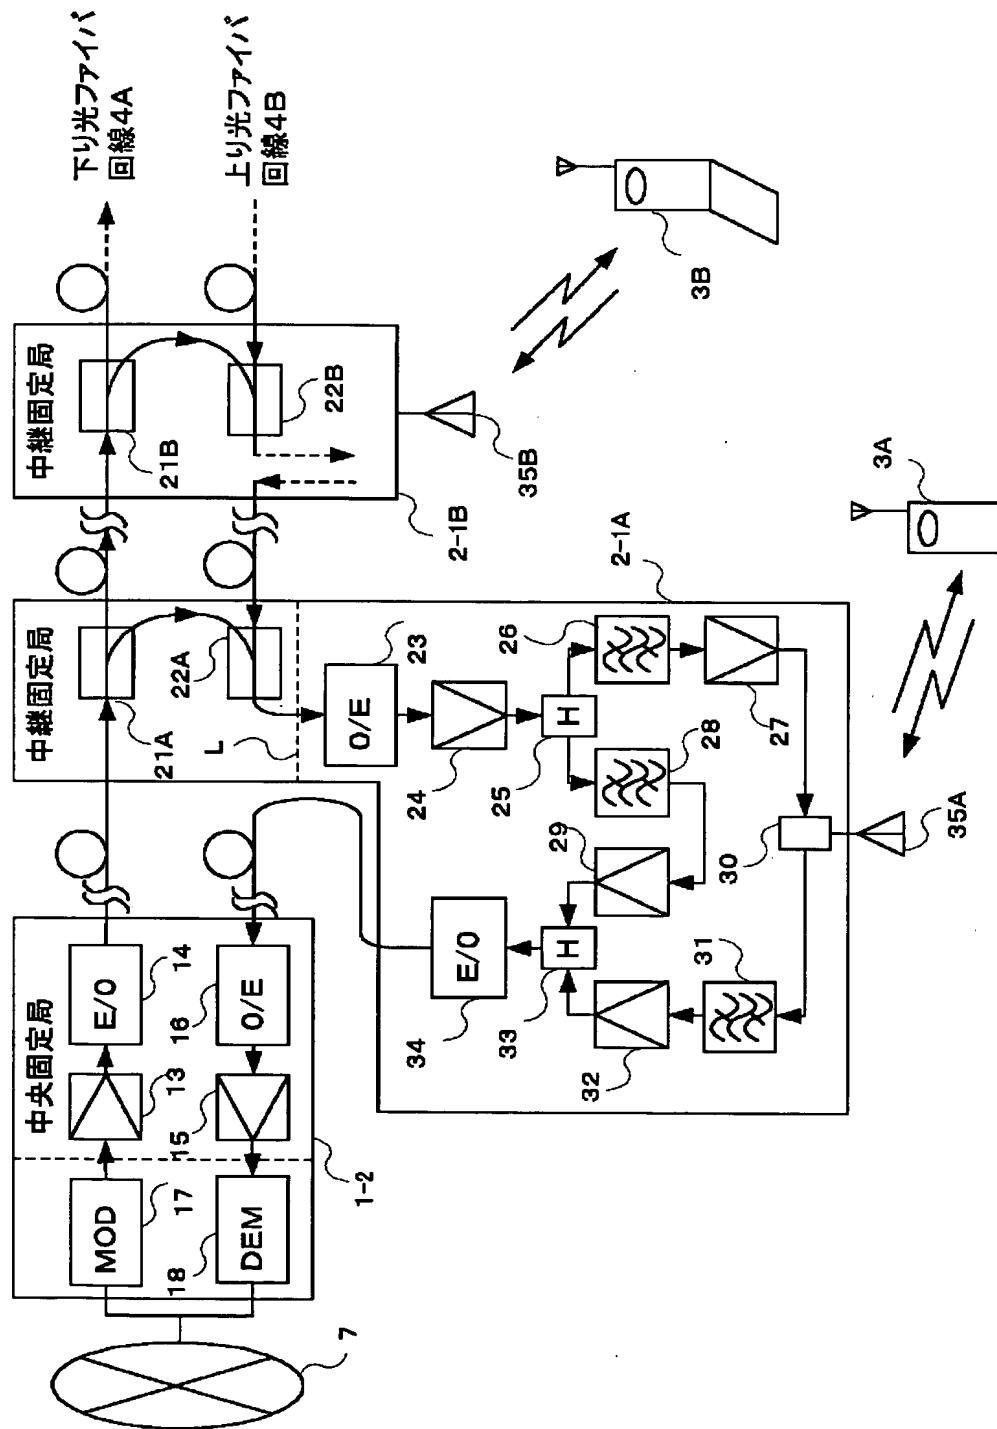 中央固定局
MOD
17
13
E/O
14
18
DEM
15
16
O/E
1-2
7
中継固定局
21A
22A
L
O/E
23
24
H
25
26
27
28
29
30
31
32
H
33
E/O
34
35A
2-1A
3A
中継固定局
21B
22B
2-1B
35B
3B
下り光ファイバ
回線4A
上り光ファイバ
回線4B